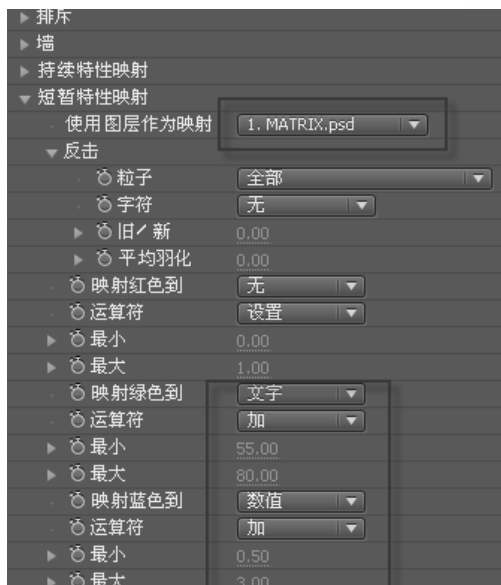 排斥
墙
持续特性映射
短暂特性映射
使用图层作为映射 1. MATRIX.psd
反击
粒子 全部
字符 无
旧／新 0.00
平均羽化 0.00
映射红色到 无
运算符 设置
最小 0.00
最大 1.00
映射绿色到 文字
运算符 加
最小 55.00
最大 80.00
映射蓝色到 数值
运算符 加
最小 0.50
最大 3.00